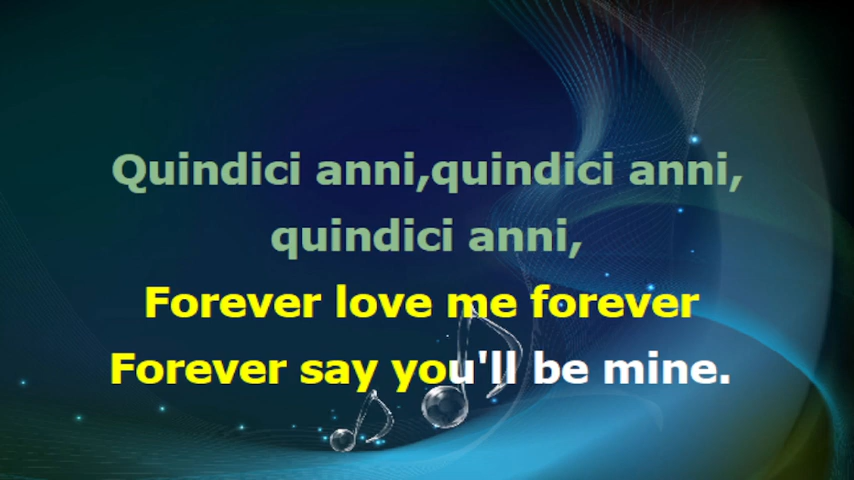 Quindici anni,quindici anni,
quindici anni,
Forever love me forever
Forever say you'll be mine.